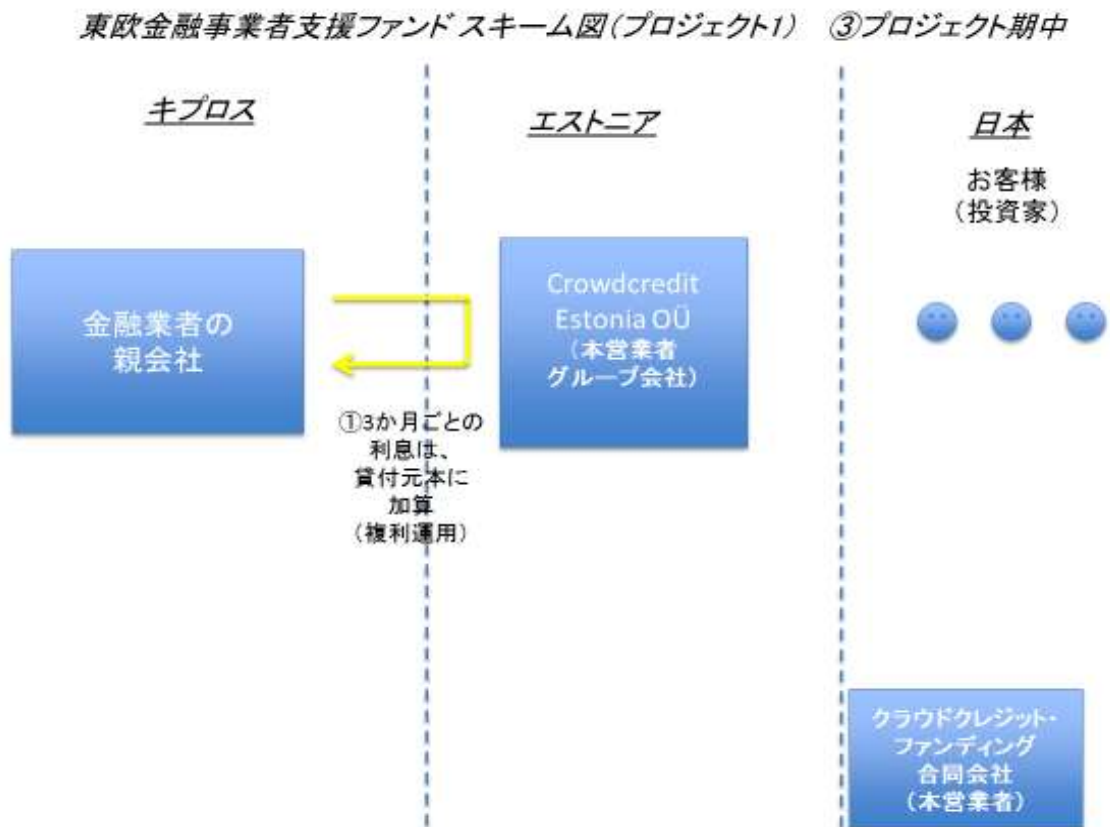 東欧金融事業者支援ファンド スキーム図(プロジェクト1) ③プロジェクト期中
キプロス
エストニア
日本
お客様
(投資家)
金融業者の
親会社
Crowdcredit
Estonia OÜ
(本営業者
グループ会社)
①3か月ごとの
利息は、
貸付元本に
加算
(複利運用)
クラウドクレジット・
ファンディング
合同会社
(本営業者)